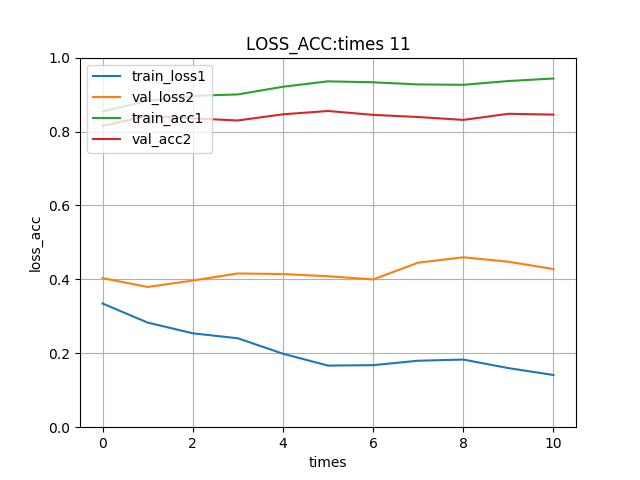 LOSS_ACC:times 11
1.0
0.8
0.6
0.4
0.2
0.0
loss_acc
train_loss1
val_loss2
train_acc1
val_acc2
0 2 4 6 8 10
times